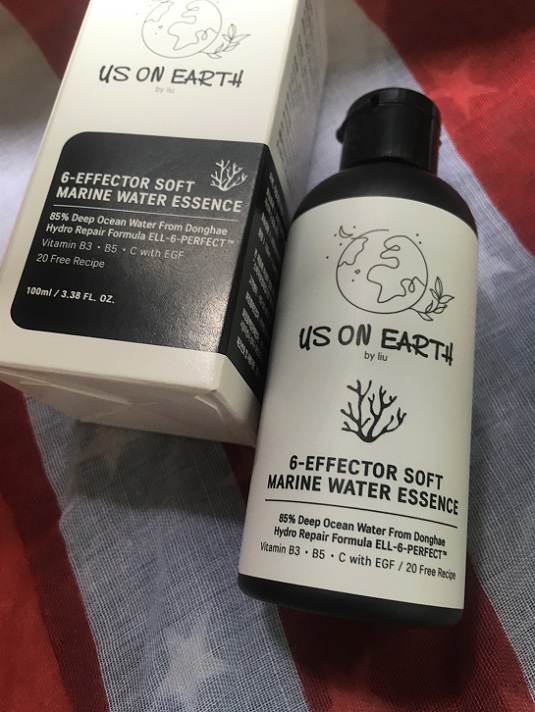 US ON EARTH
by liu
6-EFFECTOR SOFT
MARINE WATER ESSENCE
85% Deep Ocean Water From Donghae
Hydro Repair Formula ELL-6-PERFECT™
Vitamin B3 • B5 • C with EGF
20 Free Recipe
100ml / 3.38 FL. OZ.
US ON EARTH
by liu
6-EFFECTOR SOFT
MARINE WATER ESSENCE
85% Deep Ocean Water From Donghae
Hydro Repair Formula ELL-6-PERFECT™
Vitamin B3 • B5 • C with EGF / 20 Free Recipe